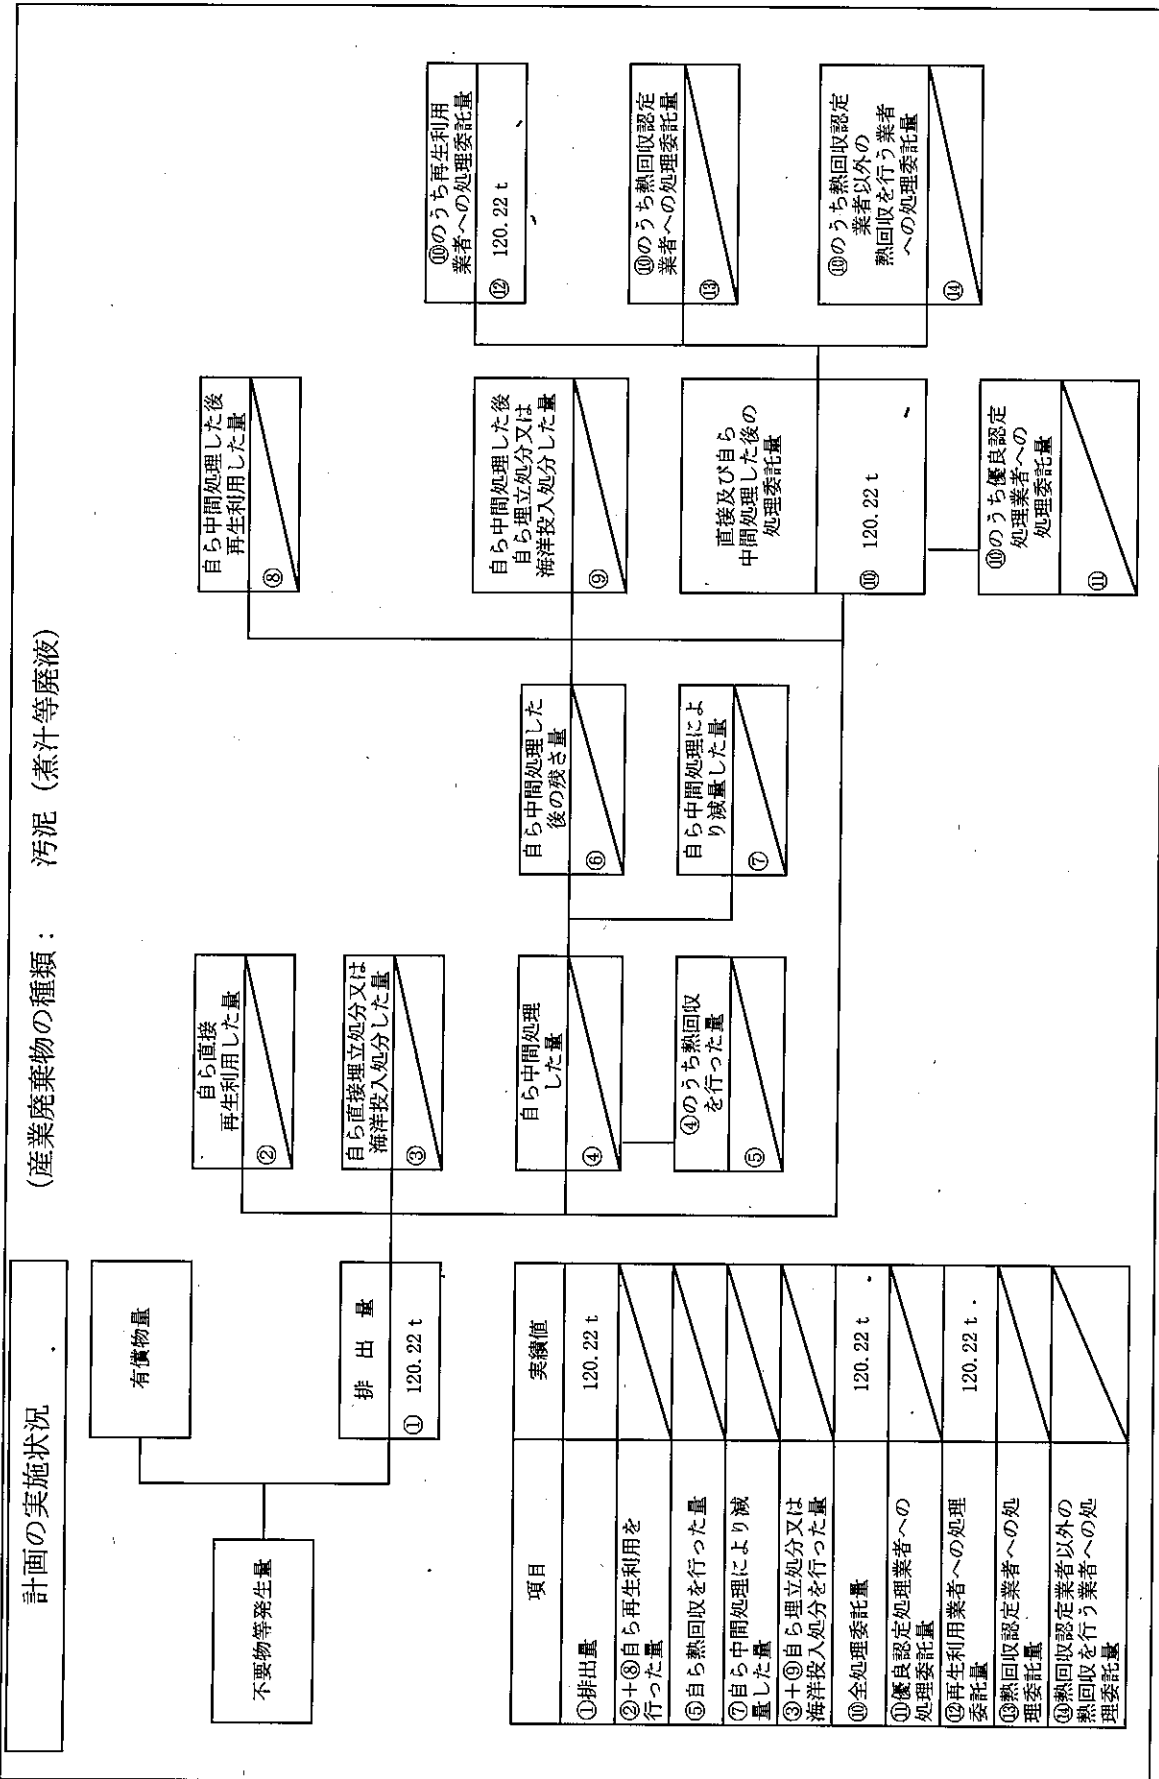 計画の実施状況
(産業廃棄物の種類： 汚泥（煮汁等廃液）
不要物等発生量
有償物量
排 出 量
① 120.22 t
自ら直接
再生利用した量
②
自ら直接埋立処分又は
海洋投入処分した量
③
自ら中間処理
した量
④
④のうち熱回収
を行った量
⑤
自ら中間処理した
後の残さ量
⑥
自ら中間処理によ
り減量した量
⑦
自ら中間処理した後
再生利用した量
⑧
自ら中間処理した後
自ら埋立処分又は
海洋投入処分した量
⑨
直接及び自ら
中間処理した後の
処理委託量
⑩ 120.22 t
⑩のうち優良認定
処理業者への
処理委託量
⑪
⑩のうち再生利用
業者への処理委託量
⑫ 120.22 t
⑩のうち熱回収認定
業者への処理委託量
⑬
⑩のうち熱回収認定
業者以外の
熱回収を行う業者
への処理委託量
⑭
項目 実績値
①排出量 120.22 t
②+⑧自ら再生利用を
行った量
⑤自ら熱回収を行った量
⑦自ら中間処理により減
量した量
③+⑨自ら埋立処分又は
海洋投入処分を行った量
⑩全処理委託量 120.22 t
⑪優良認定処理業者への
処理委託量
⑫再生利用業者への処理
委託量 120.22 t
⑬熱回収認定業者への処
理委託量
⑭熱回収認定業者以外の
熱回収を行う業者への処
理委託量